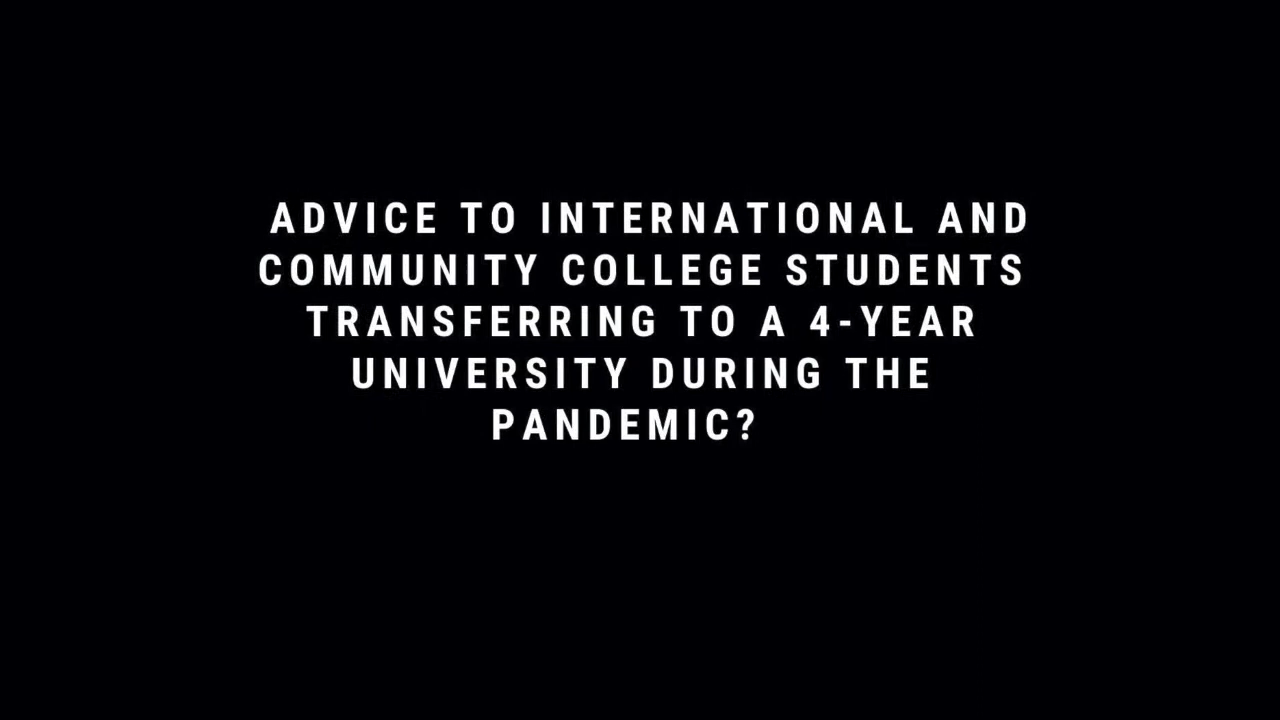 ADVICE TO INTERNATIONAL AND
COMMUNITY COLLEGE STUDENTS
TRANSFERRING TO A 4-YEAR
UNIVERSITY DURING THE
PANDEMIC?